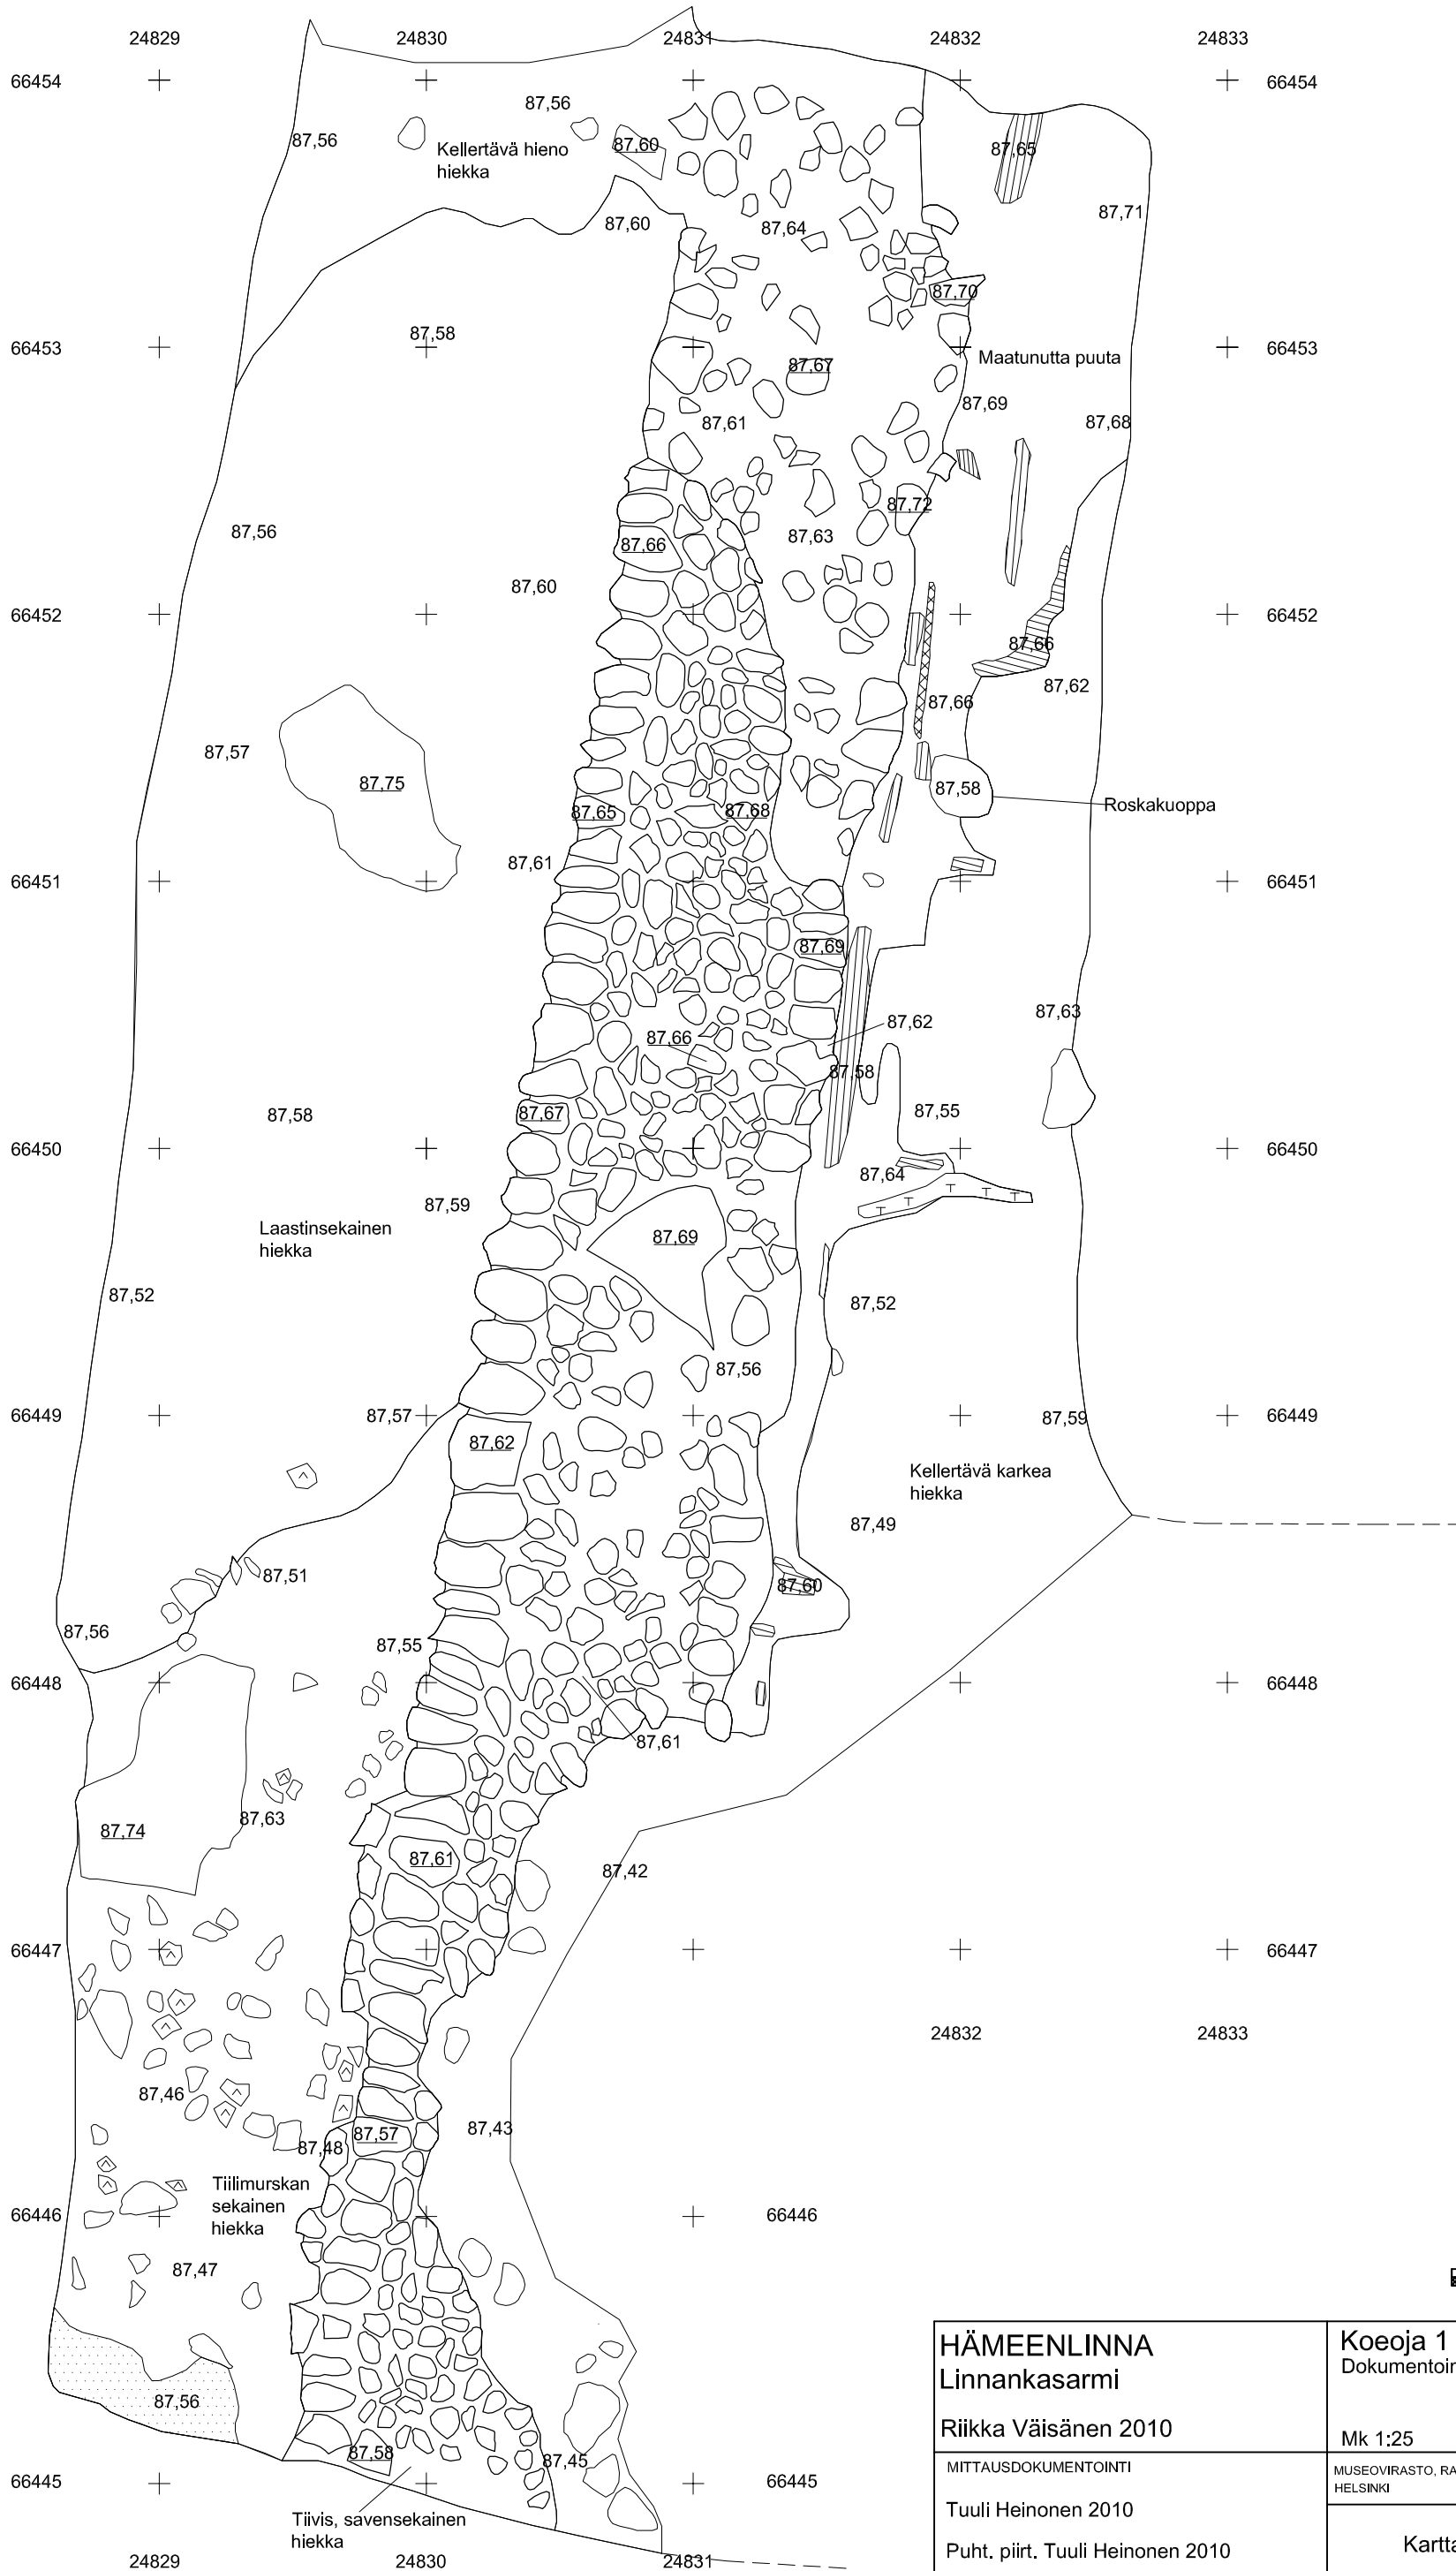 24829 24830 24831 24832 24833
66454 66454
87,56
87,56
87,60
Kellertävä hieno
hiekka
87,65
87,60
87,64
87,71
87,70
87,58
66453 66453
Maatunutta puuta
87,67
87,69
87,61
87,68
87,72
87,56
87,66
87,63
87,60
66452 66452
87,66
87,62
87,66
87,57
87,75
87,58
Roskakuoppa
87,65
87,68
87,61
66451 66451
87,69
87,63
87,62
87,66
87,58
87,58
87,67
87,55
66450 66450
87,64
87,59
Laastinsekainen
hiekka
87,69
87,52
87,52
87,56
66449 66449
87,57
87,59
87,62
Kellertävä karkea
hiekka
87,49
87,51
87,60
87,56
87,55
66448 66448
87,61
87,63
87,74
87,61
87,42
66447 66447
24832 24833
87,46
87,43
87,57
87,48
Tiilimurskan
sekainen
hiekka
66446 66446
87,47
87,56
87,58
87,45
66445 66445
Tiivis, savensekainen
hiekka
24829 24830 24831
HÄMEENLINNA
Linnankasarmi
Riikka Väisänen 2010
MITTAUSDOKUMENTOINTI
Tuuli Heinonen 2010
Puht. piirt. Tuuli Heinonen 2010
Koeoja 1
Dokumentoin
Mk 1:25
MUSEOVIRASTO, RA
HELSINKI
Kartta